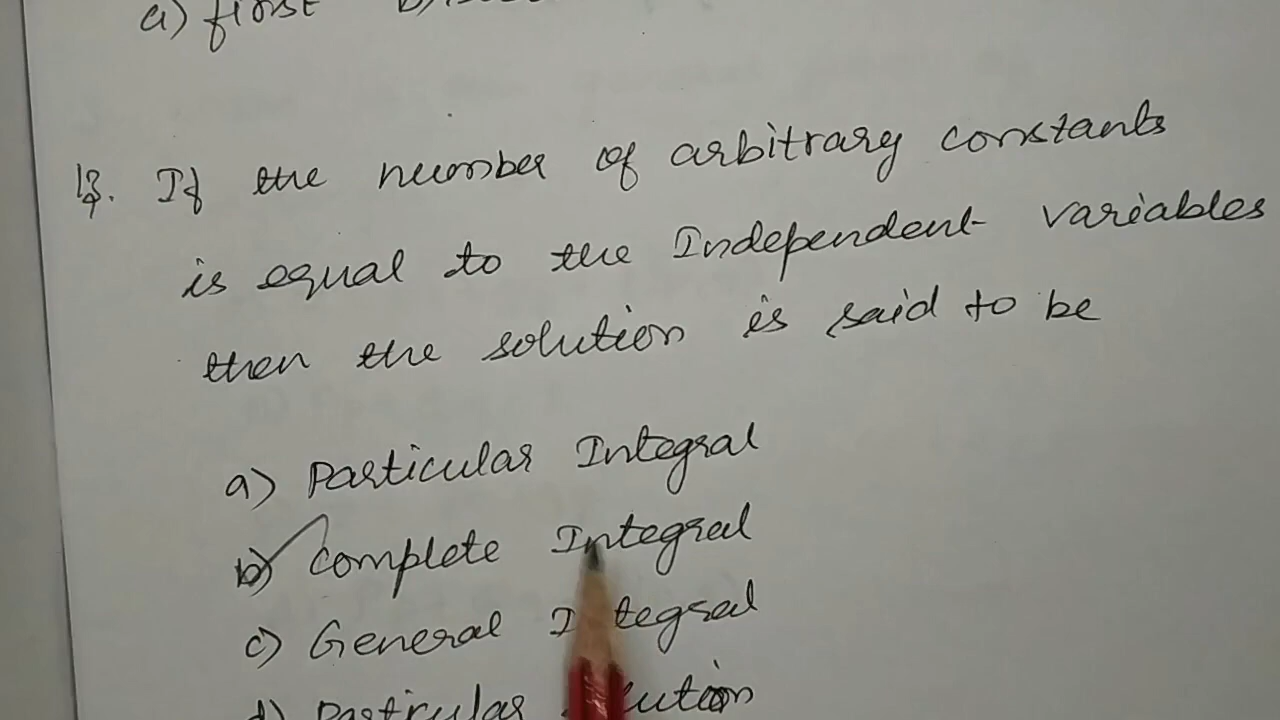 a) first
If the number of arbitrary constants
is equal to the Independent variables
then the solution is said to be
a) Particular Integral
b) Complete Integral
c) General Integral
d) Particular